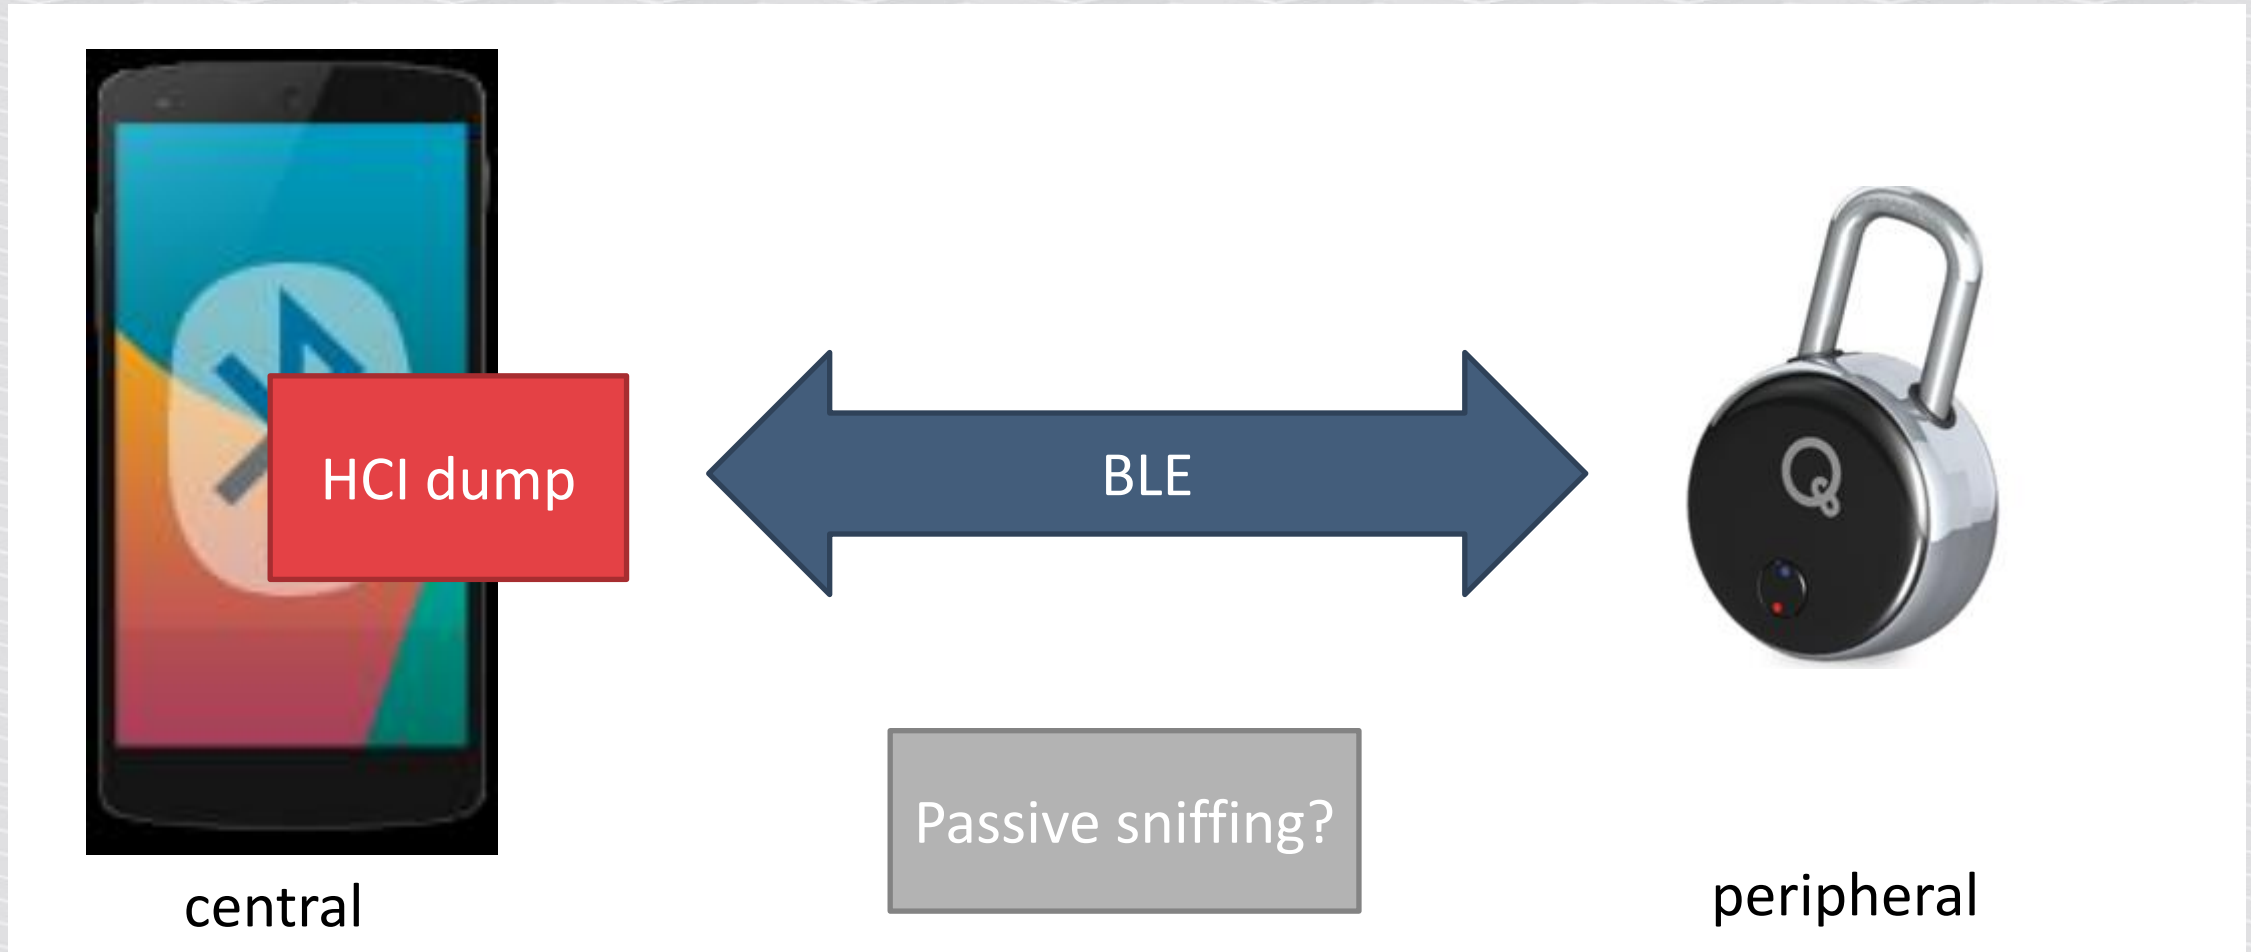 HCI dump
BLE
Q
Passive sniffing?
central
peripheral